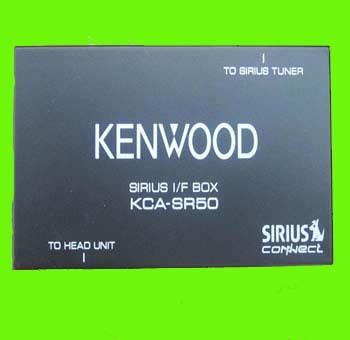 TO SIRIUS TUNER
KENWOOD
SIRIUS I/F BOX
KCA-SR50
TO HEAD UNIT
SIRIUS
connect